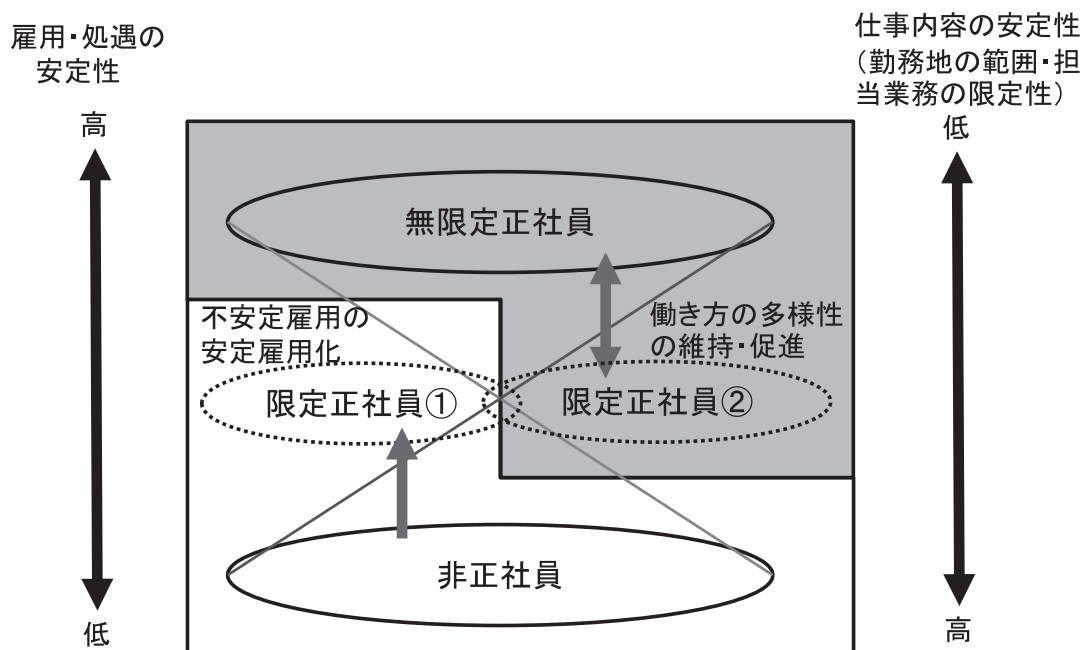 雇用・処遇の
安定性
高
低
仕事内容の安定性
（勤務地の範囲・担
当業務の限定性）
低
高
無限定正社員
不安定雇用の
安定雇用化
働き方の多様性
の維持・促進
限定正社員①
限定正社員②
非正社員